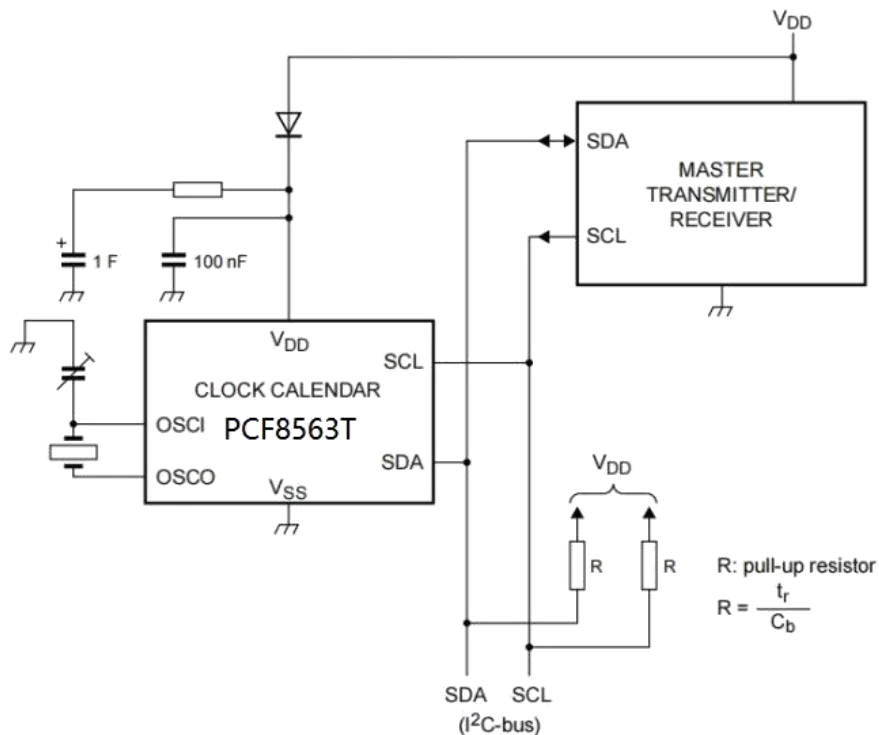 VDD
SDA
MASTER
TRANSMITTER/
RECEIVER
SCL
+
1 F
100 nF
VDD
SCL
CLOCK CALENDAR
OSCI
PCF8563T
SDA
OSCO
VSS
VDD
R
R
R: pull-up resistor
R = tr
Cb
SDA SCL
(I2C-bus)